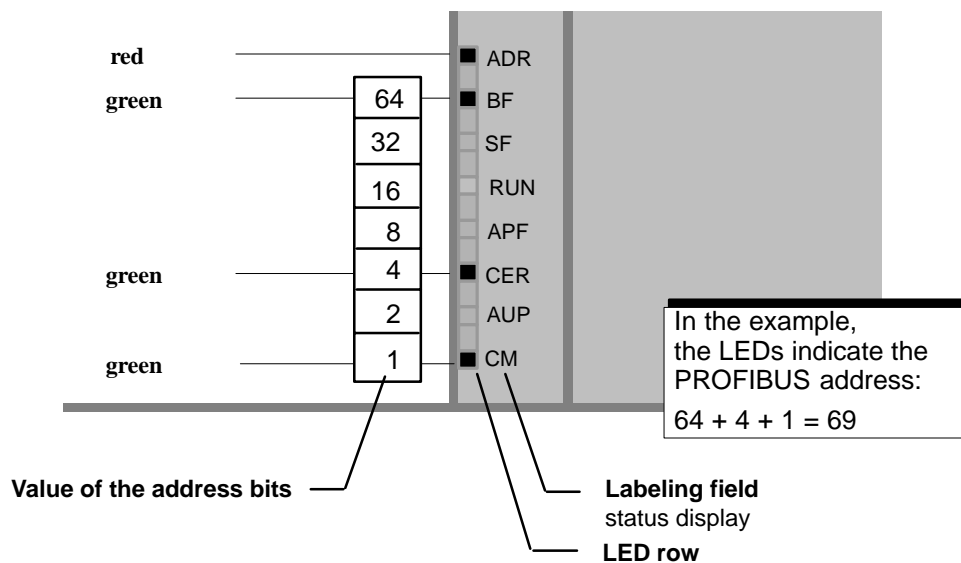 red
ADR
green
64
BF
32
SF
16
RUN
8
APF
green
4
CER
2
AUP
green
1
CM
In the example,
the LEDs indicate the
PROFIBUS address:
64 + 4 + 1 = 69
Value of the address bits
Labeling field
status display
LED row